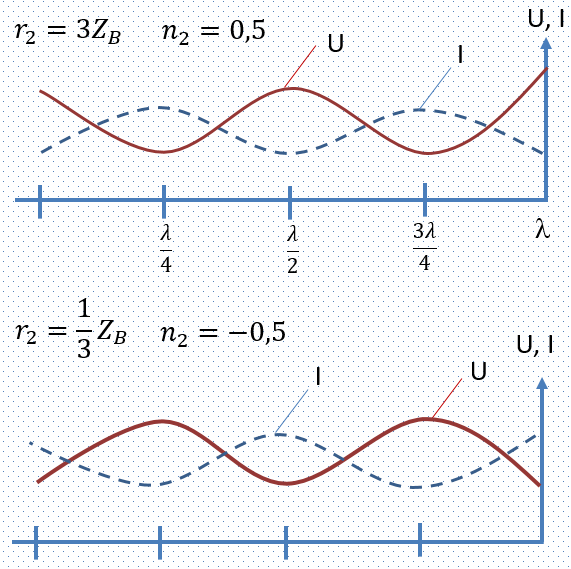 r₂ = 3Z_B n₂ = 0,5
U, I
U
I
λ/4 λ/2 3λ/4 λ
r₂ = 1/3 Z_B n₂ = −0,5
U, I
I
U